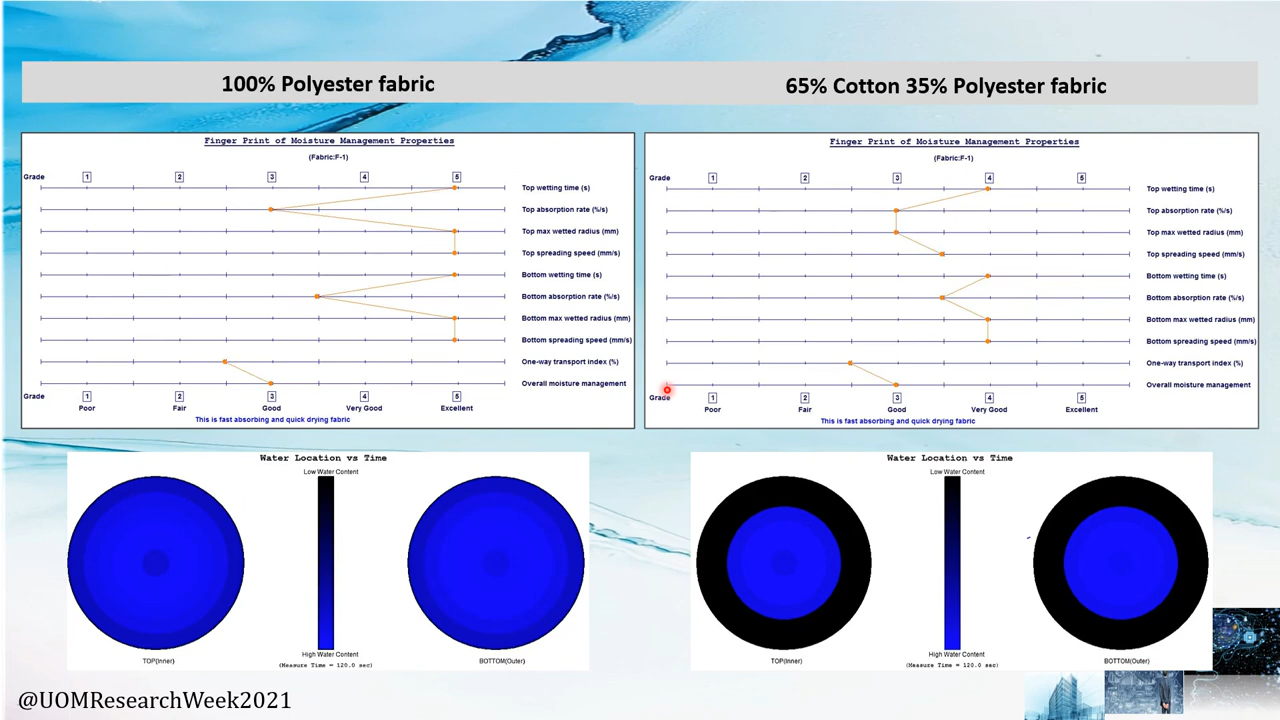 100% Polyester fabric
65% Cotton 35% Polyester fabric
Finger Print of Moisture Management Properties
(Fabric:F-1)
Grade 1 2 3 4 5
Top wetting time (s)
Top absorption rate (%/s)
Top max wetted radius (mm)
Top spreading speed (mm/s)
Bottom wetting time (s)
Bottom absorption rate (%/s)
Bottom max wetted radius (mm)
Bottom spreading speed (mm/s)
One-way transport index (%)
Overall moisture management
Grade 1 2 3 4 5
Poor Fair Good Very Good Excellent
This is fast absorbing and quick drying fabric
Finger Print of Moisture Management Properties
(Fabric:F-1)
Grade 1 2 3 4 5
Top wetting time (s)
Top absorption rate (%/s)
Top max wetted radius (mm)
Top spreading speed (mm/s)
Bottom wetting time (s)
Bottom absorption rate (%/s)
Bottom max wetted radius (mm)
Bottom spreading speed (mm/s)
One-way transport index (%)
Overall moisture management
Grade 1 2 3 4 5
Poor Fair Good Very Good Excellent
This is fast absorbing and quick drying fabric
Water Location vs Time
Low Water Content
High Water Content
(Measure Time = 120.0 sec)
TOP(Inner)
BOTTOM(Outer)
Water Location vs Time
Low Water Content
High Water Content
(Measure Time = 120.0 sec)
TOP(Inner)
BOTTOM(Outer)
@UOMResearchWeek2021